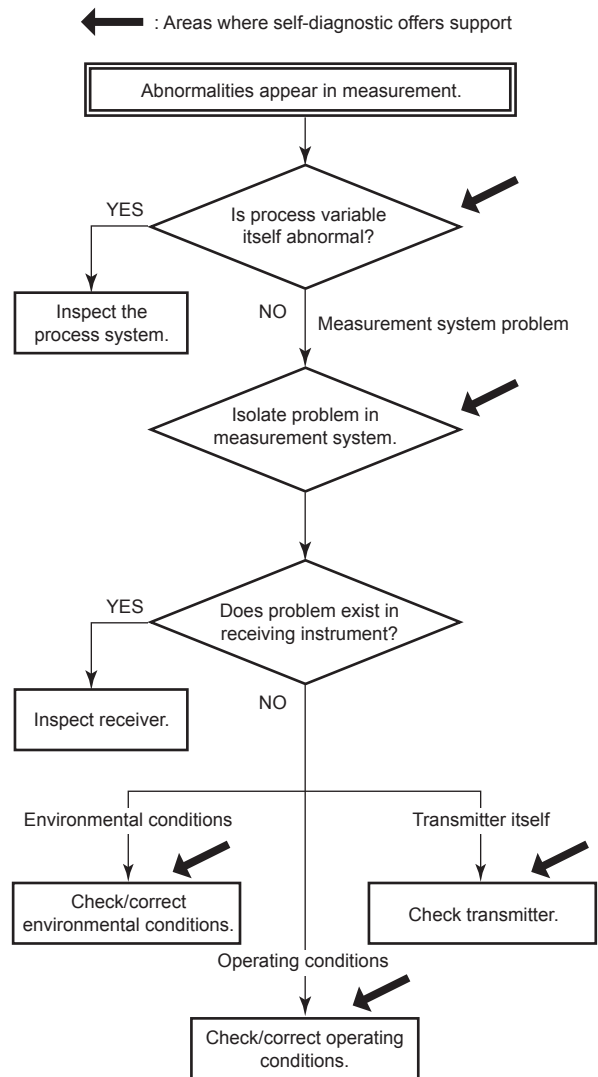 : Areas where self-diagnostic offers support
Abnormalities appear in measurement.
YES
Is process variable
itself abnormal?
Inspect the
process system.
NO
Measurement system problem
Isolate problem in
measurement system.
YES
Does problem exist in
receiving instrument?
Inspect receiver.
NO
Environmental conditions
Transmitter itself
Check/correct
environmental conditions.
Check transmitter.
Operating conditions
Check/correct operating
conditions.